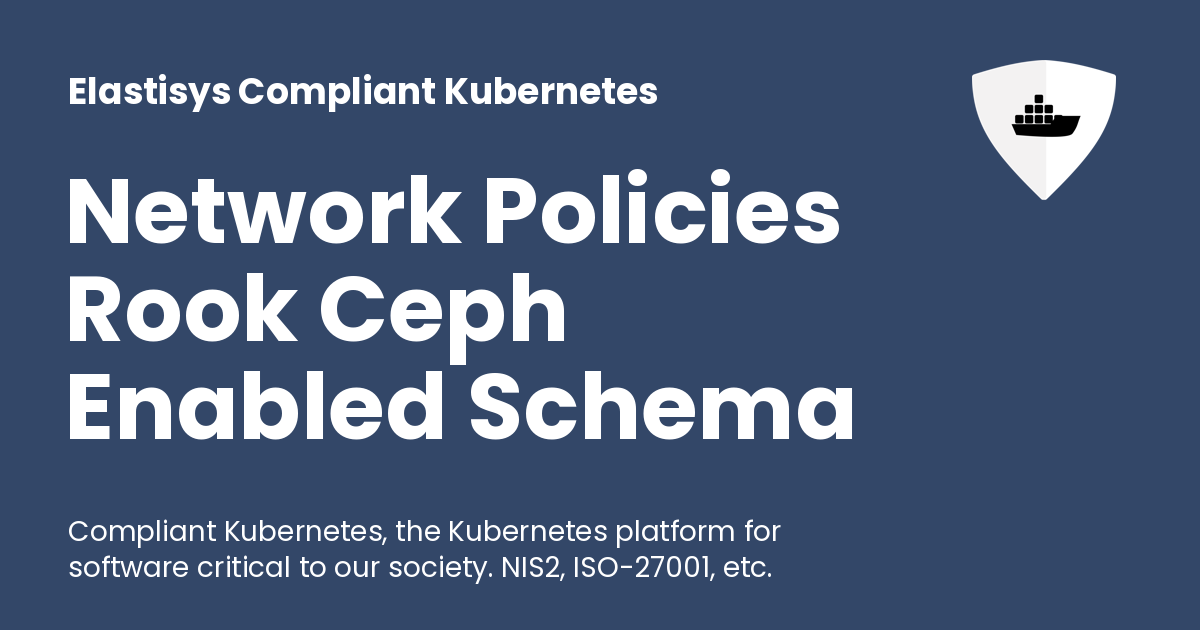 Elastisys Compliant Kubernetes
Network Policies
Rook Ceph
Enabled Schema
Compliant Kubernetes, the Kubernetes platform for
software critical to our society. NIS2, ISO-27001, etc.